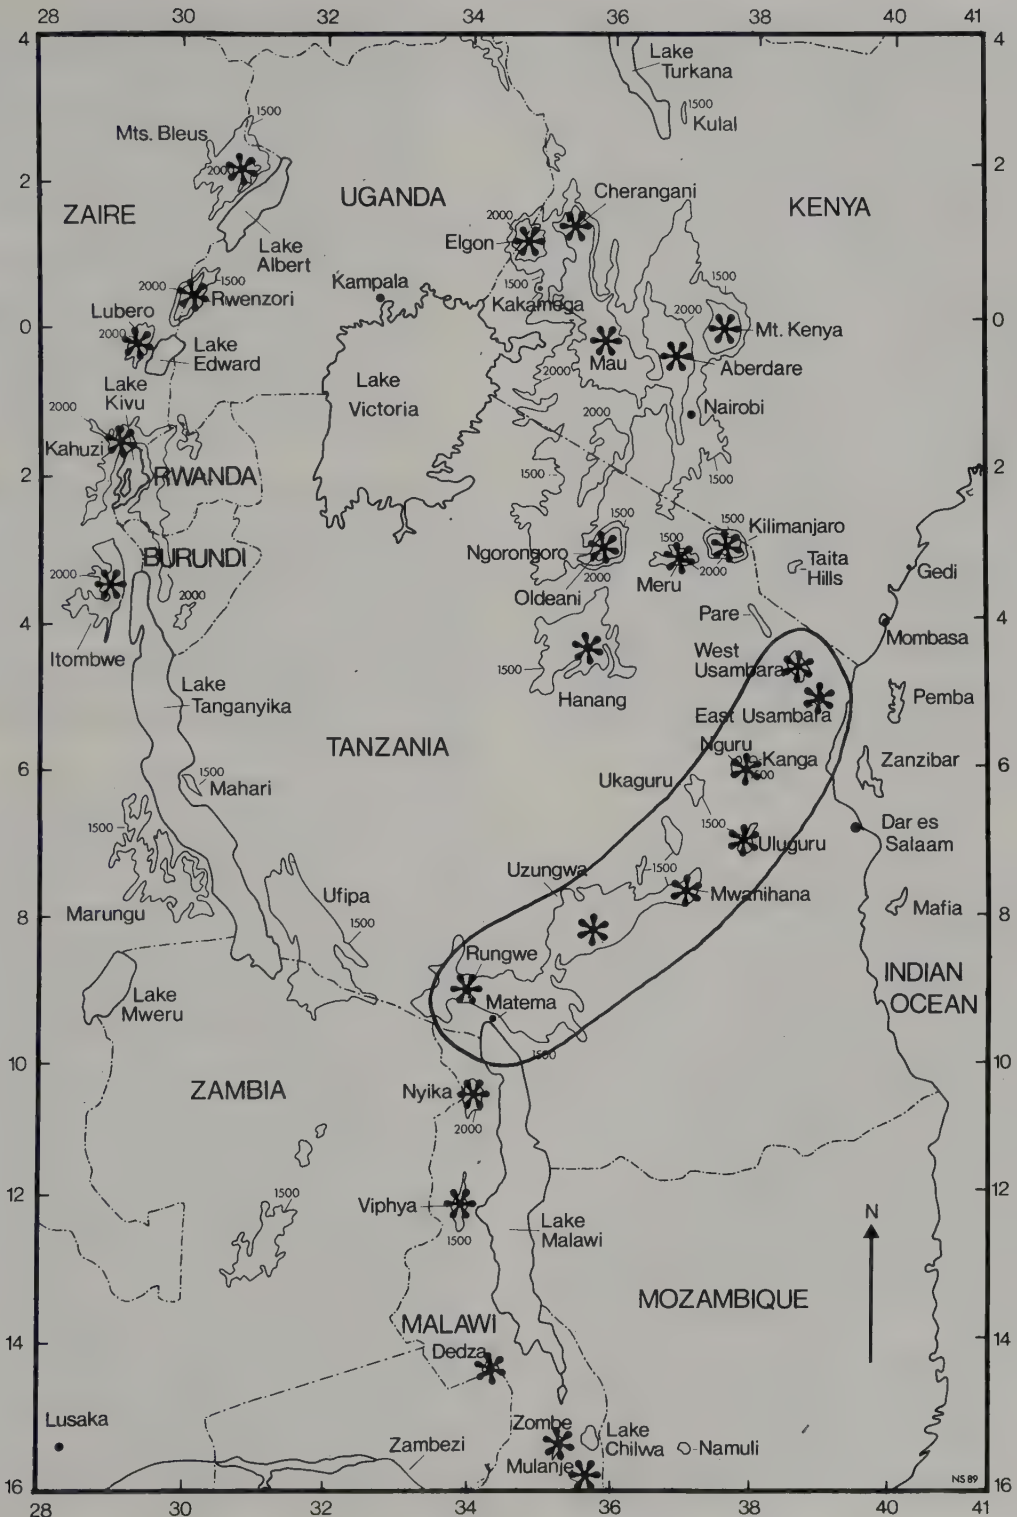 28 30 34 36 38 41
4 4
Lake
Turkana
1500
Kulal
1500
Mts. Bleus
2000
2 2
Cherangani
UGANDA
KENYA
ZAIRE
2000
Elgon
Lake
Albert
1500
2000
1500
Rwenzori
Kampala
1500
Kakamega
2000
Lubero
2000
0 0
Mt. Kenya
Lake
Edward
Mau
Aberdare
2000
Lake
Kivu
Lake
Victoria
2000
Nairobi
Kahuzi
2000
RWANDA
1500
1500
2 2
1500
1500
Kilimanjaro
BURUNDI
Ngorongoro
1500
2000
2000
Oldeani
2000
Meru
Taita
Hills
Gedi
2000
Pare
4 4
Mombasa
Itombwe
1500
West
Usambara
Hanang
Lake
Tanganyika
Pemba
East Usambara
TANZANIA
Nguru
Kanga
1500
6 6
Zanzibar
1500
Mahari
Ukaguru
1500
Uluguru
Dar es
Salaam
1500
Uzungwa
1500
Mwanihana
Marungu
Ufipa
1500
Mafia
8 8
Rungwe
INDIAN
OCEAN
Lake
Mweru
Matema
1500
10 10
ZAMBIA
Nyika
2000
12 12
Viphya
1500
1500
Lake
Malawi
N
MOZAMBIQUE
MALAWI
14 14
Dedza
Lusaka
Zombe
Lake
Chilwa
Namuli
Zambezi
Mulanje
NS 89
16 16
28 30 32 34 36 38 40 41